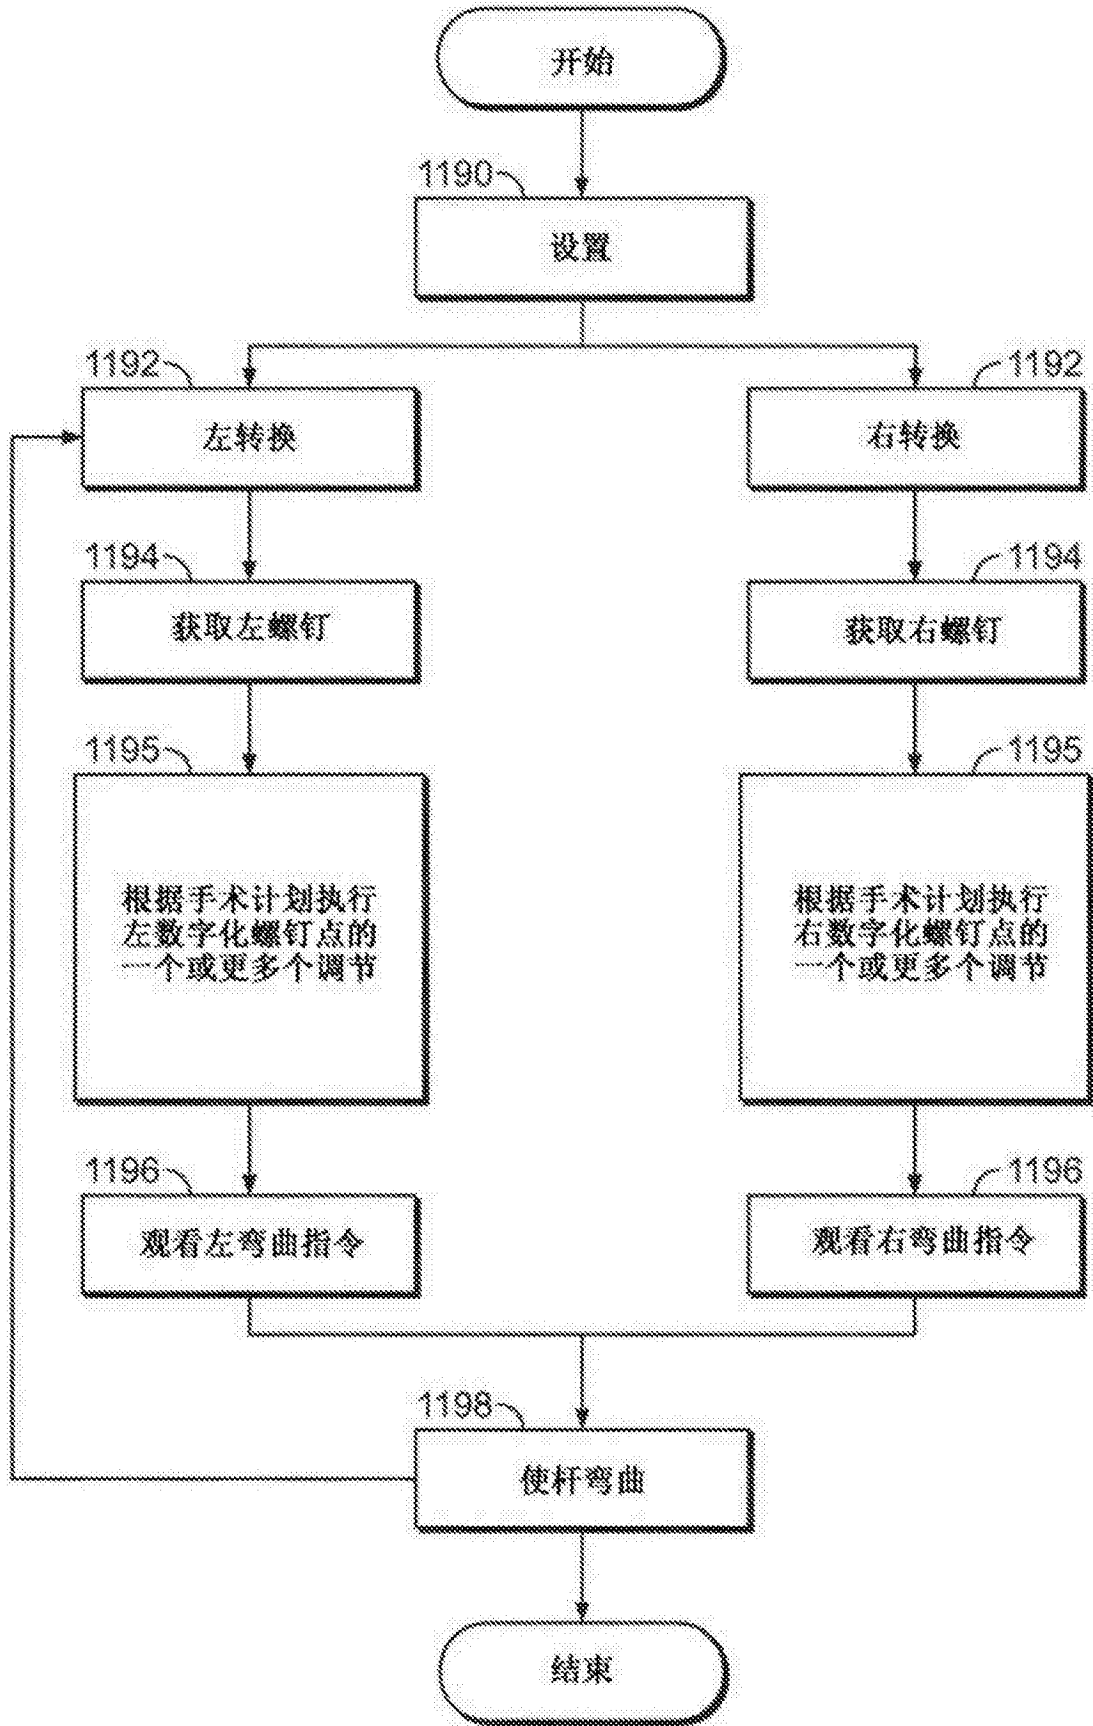 开始
1190
设置
1192
左转换
1192
右转换
1194
获取左螺钉
1194
获取右螺钉
1195
根据手术计划执行
左数字化螺钉点的
一个或更多个调节
1195
根据手术计划执行
右数字化螺钉点的
一个或更多个调节
1196
观看左弯曲指令
1196
观看右弯曲指令
1198
使杆弯曲
结束